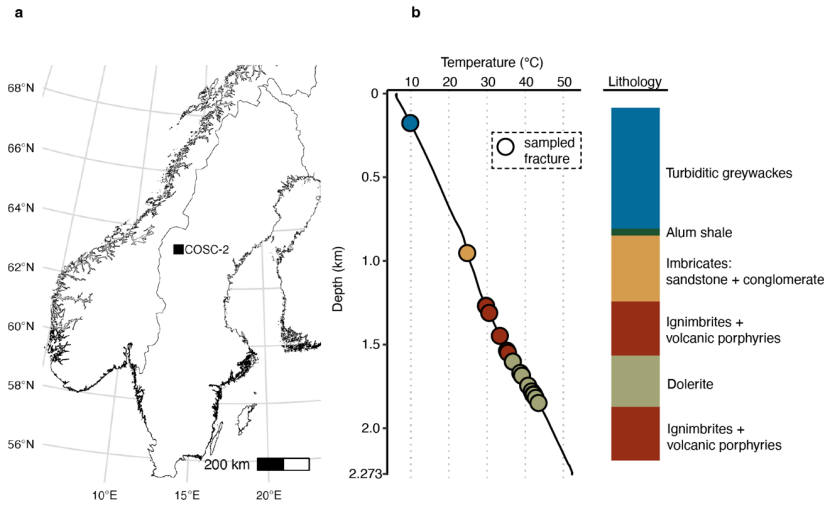 a
68°N
66°N
64°N
62°N
60°N
58°N
56°N
COSC-2
200 km
10°E
15°E
20°E
b
Temperature (°C)
10
20
30
40
50
Depth (km)
0
0.5
1.0
1.5
2.0
2.273
sampled
fracture
Lithology
Turbiditic greywackes
Alum shale
Imbricates:
sandstone + conglomerate
Ignimbrites +
volcanic porphyries
Dolerite
Ignimbrites +
volcanic porphyries